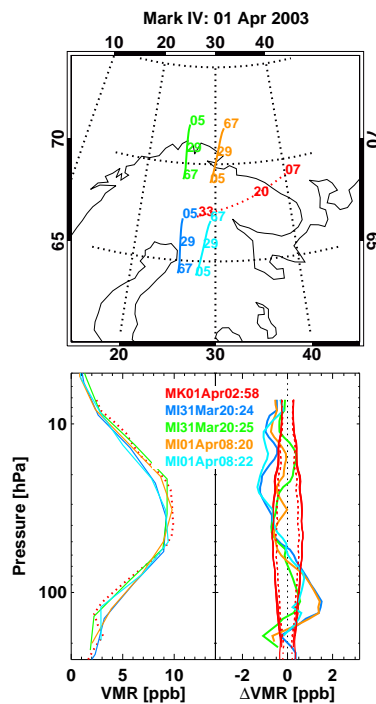 Mark IV: 01 Apr 2003
10 20 30 40 50
70 70
65 65
05 67
29 29
67 05
07
20
33
05 67
29 29
67 05
20 30 40
MK01Apr02:58
MI31Mar20:24
MI31Mar20:25
MI01Apr08:20
MI01Apr08:22
10
100
Pressure [hPa]
0 5 10
-2 0 2
VMR [ppb]
ΔVMR [ppb]